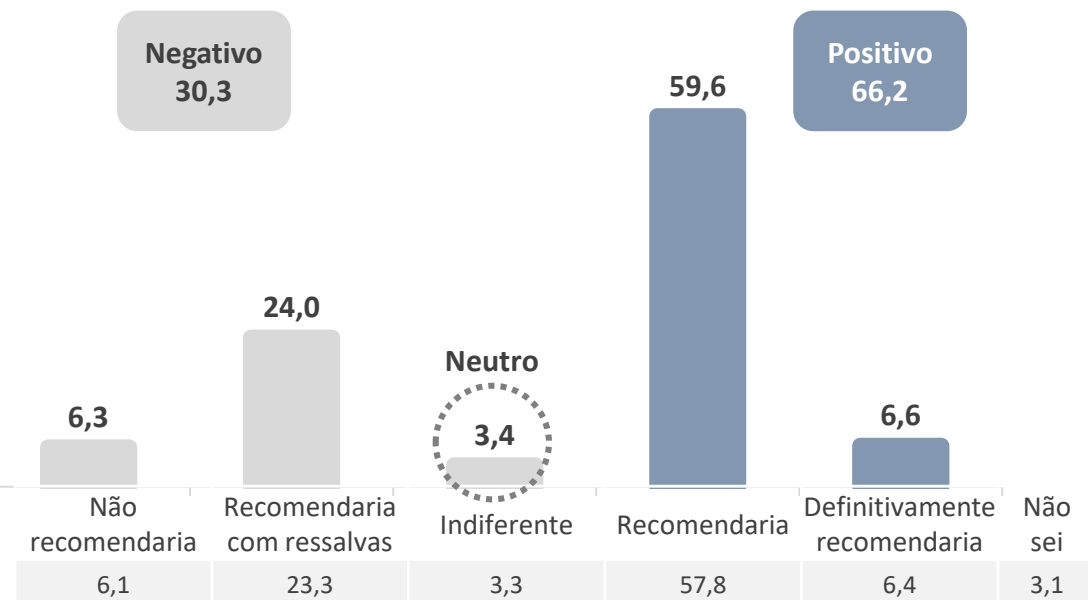 Negativo
30,3
Positivo
66,2
59,6
24,0
Neutro
6,3
3,4
6,6
Não
recomendaria
Recomendaria
com ressalvas
Indiferente
Recomendaria
Definitivamente
recomendaria
Não
sei
6,1
23,3
3,3
57,8
6,4
3,1